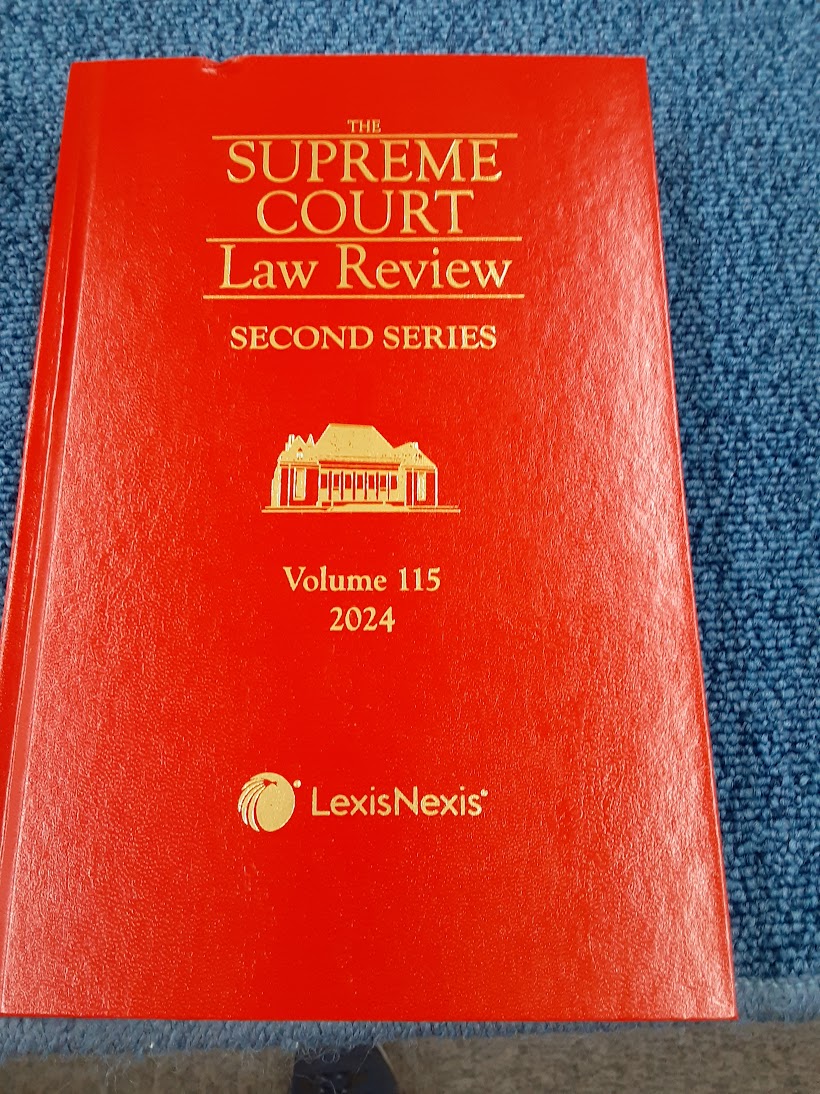 THE
SUPREME
COURT
Law Review
SECOND SERIES
Volume 115
2024
LexisNexis®